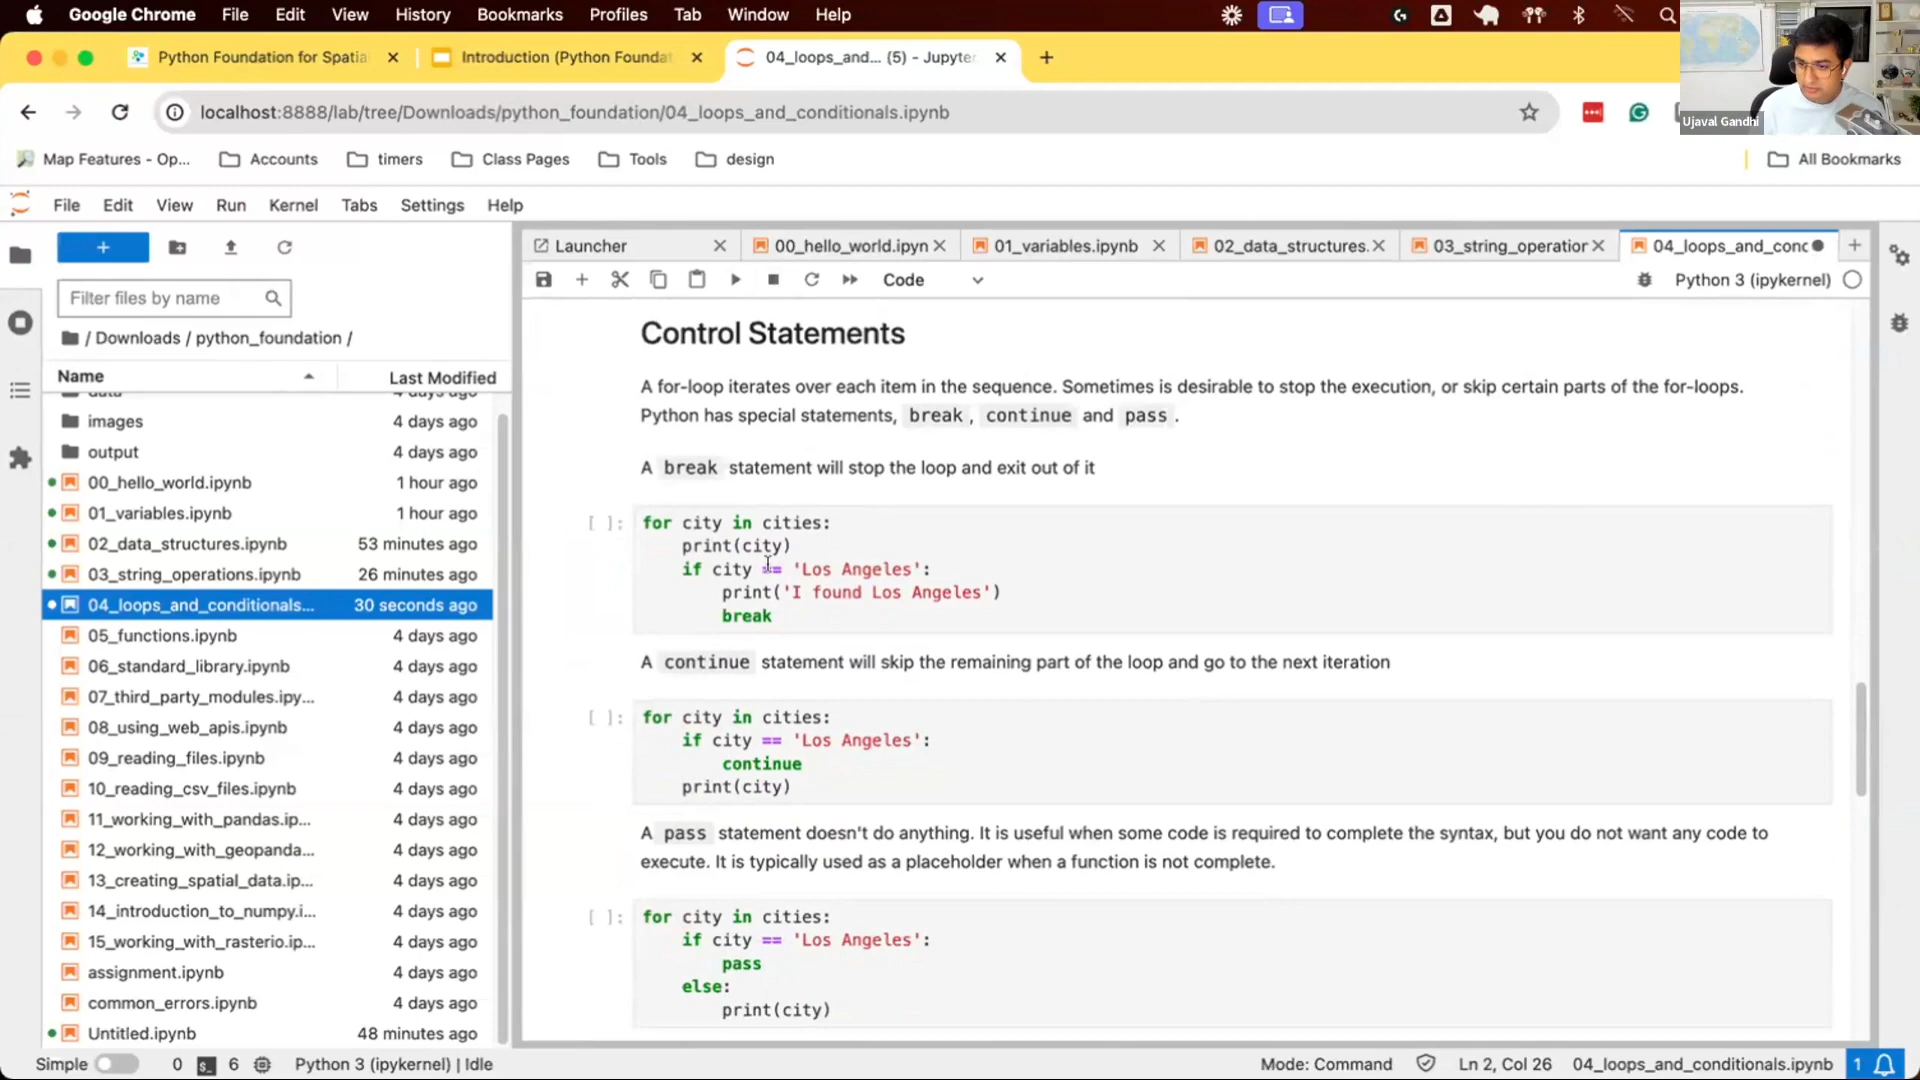 Google Chrome File Edit View History Bookmarks Profiles Tab Window Help
Python Foundation for Spatia
Introduction (Python Foundat
04_loops_and... (5) - Jupyte
localhost:8888/lab/tree/Downloads/python_foundation/04_loops_and_conditionals.ipynb
Ujaval Gandhi
Map Features - Op... Accounts timers Class Pages Tools design All Bookmarks
File Edit View Run Kernel Tabs Settings Help
Launcher 00_hello_world.ipyn 01_variables.ipynb 02_data_structures. 03_string_operation 04_loops_and_cond
Code Python 3 (ipykernel)
Filter files by name
/ Downloads / python_foundation /
Name Last Modified
data 4 days ago
images 4 days ago
output 4 days ago
00_hello_world.ipynb 1 hour ago
01_variables.ipynb 1 hour ago
02_data_structures.ipynb 53 minutes ago
03_string_operations.ipynb 26 minutes ago
04_loops_and_conditionals... 30 seconds ago
05_functions.ipynb 4 days ago
06_standard_library.ipynb 4 days ago
07_third_party_modules.ipy... 4 days ago
08_using_web_apis.ipynb 4 days ago
09_reading_files.ipynb 4 days ago
10_reading_csv_files.ipynb 4 days ago
11_working_with_pandas.ip... 4 days ago
12_working_with_geopanda... 4 days ago
13_creating_spatial_data.ip... 4 days ago
14_introduction_to_numpy.i... 4 days ago
15_working_with_rasterio.ip... 4 days ago
assignment.ipynb 4 days ago
common_errors.ipynb 4 days ago
Untitled.ipynb 48 minutes ago
Control Statements
A for-loop iterates over each item in the sequence. Sometimes is desirable to stop the execution, or skip certain parts of the for-loops.
Python has special statements, break, continue and pass.
A break statement will stop the loop and exit out of it
[ ]: for city in cities:
print(city)
if city == 'Los Angeles':
print('I found Los Angeles')
break
A continue statement will skip the remaining part of the loop and go to the next iteration
[ ]: for city in cities:
if city == 'Los Angeles':
continue
print(city)
A pass statement doesn't do anything. It is useful when some code is required to complete the syntax, but you do not want any code to
execute. It is typically used as a placeholder when a function is not complete.
[ ]: for city in cities:
if city == 'Los Angeles':
pass
else:
print(city)
Simple 0 6 Python 3 (ipykernel) | Idle Mode: Command Ln 2, Col 26 04_loops_and_conditionals.ipynb 1